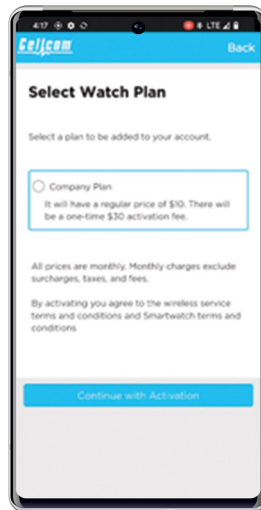 4:17 LTE
Cellcom
Back
Select Watch Plan
Select a plan to be added to your account.
Company Plan
It will have a regular price of $10. There will
be a one-time $30 activation fee.
All prices are monthly. Monthly charges exclude
surcharges, taxes, and fees.
By activating you agree to the wireless service
terms and conditions and Smartwatch terms and
conditions
Continue with Activation